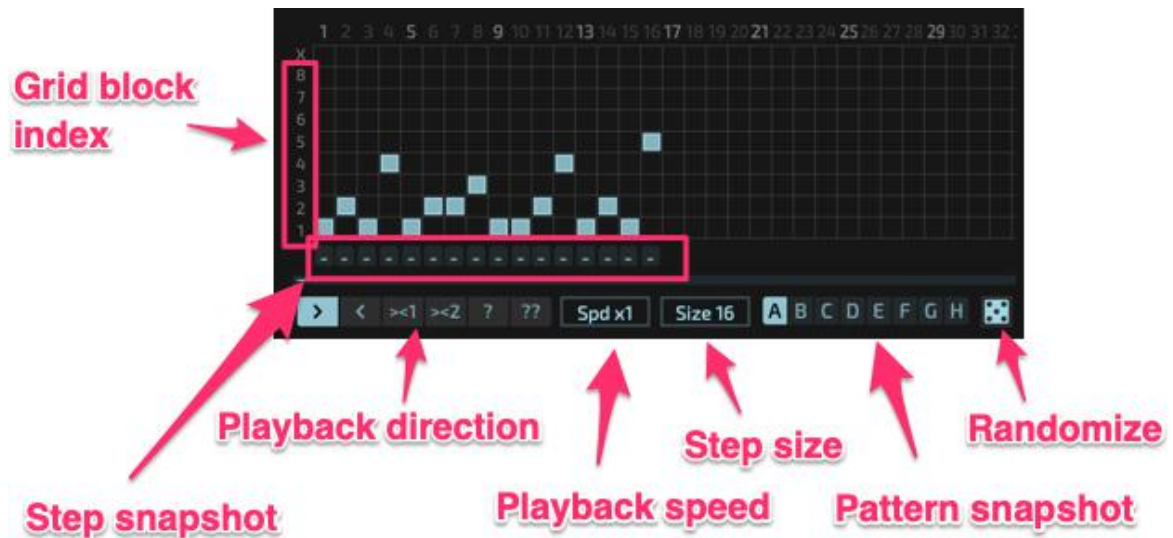 1 2 3 4 5 6 7 8 9 10 11 12 13 14 15 16 17 18 19 20 21 22 23 24 25 26 27 28 29 30 31 32
X
8
7
6
5
4
3
2
1
Grid block
index
- - - - - - - - - - - - - - - -
> < ><1 ><2 ? ?? Spd x1 Size 16 A B C D E F G H
Playback direction
Step size
Randomize
Step snapshot
Playback speed
Pattern snapshot